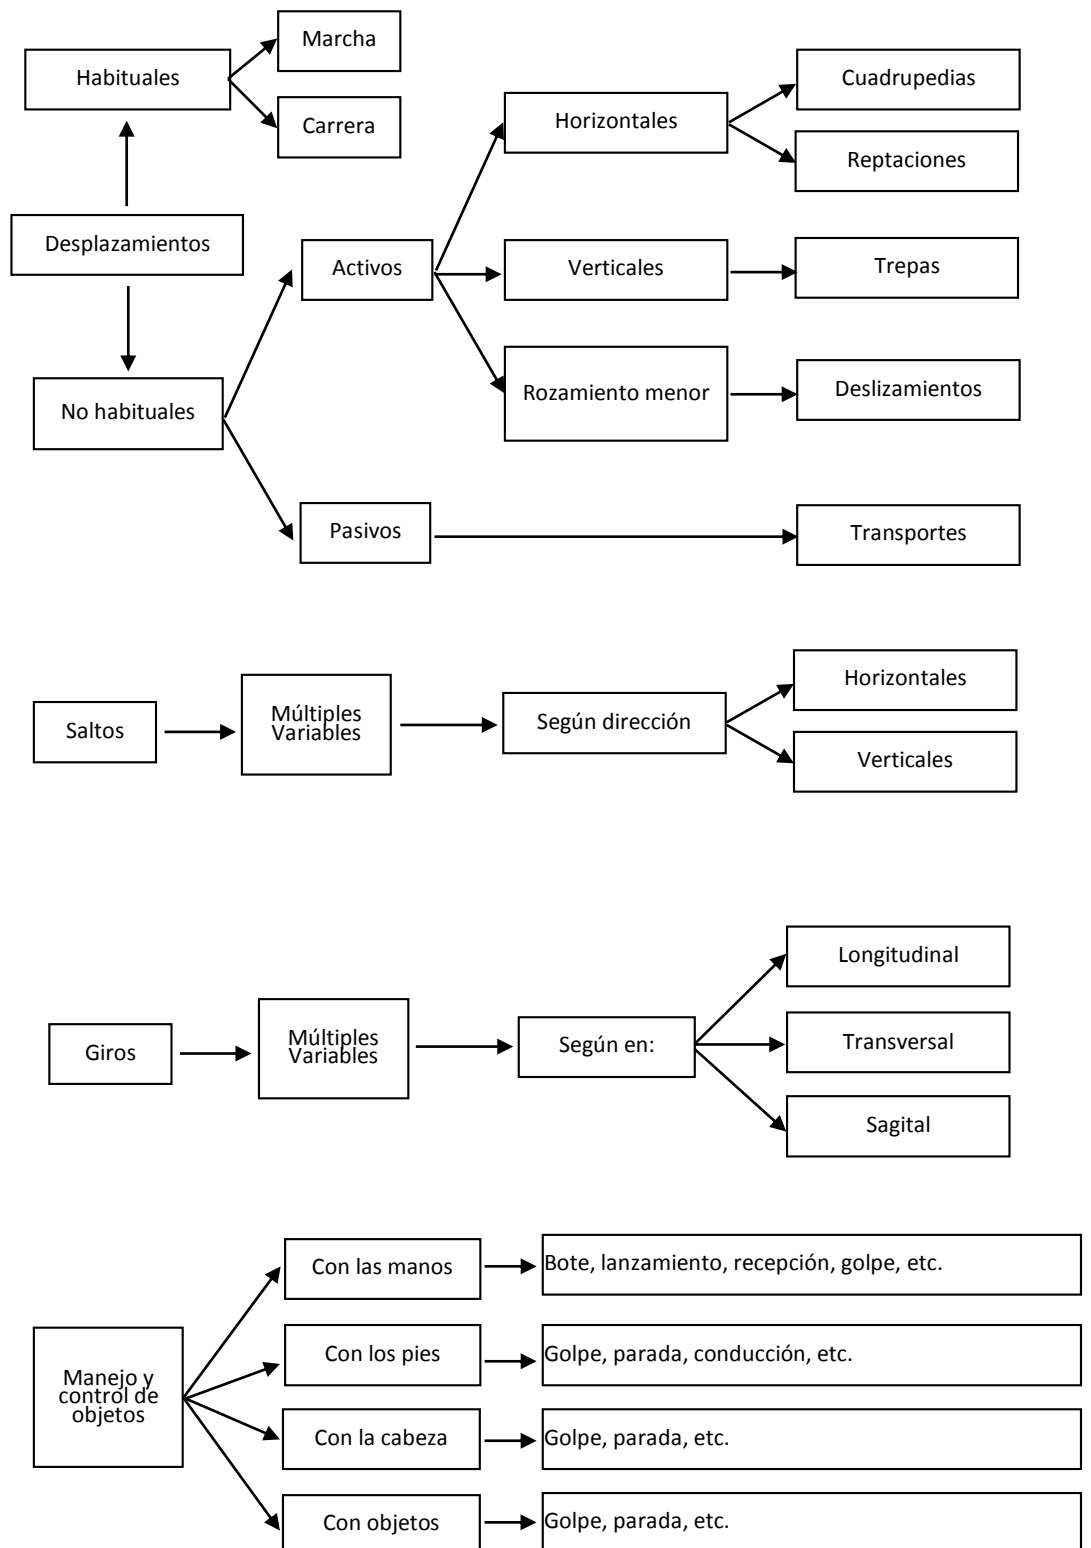 Marcha
Habituales
Carrera
Desplazamientos
No habituales
Activos
Horizontales
Cuadrupedias
Reptaciones
Verticales
Trepas
Rozamiento menor
Deslizamientos
Pasivos
Transportes
Saltos
Múltiples
Variables
Según dirección
Horizontales
Verticales
Giros
Múltiples
Variables
Según en:
Longitudinal
Transversal
Sagital
Manejo y
control de
objetos
Con las manos
Bote, lanzamiento, recepción, golpe, etc.
Con los pies
Golpe, parada, conducción, etc.
Con la cabeza
Golpe, parada, etc.
Con objetos
Golpe, parada, etc.